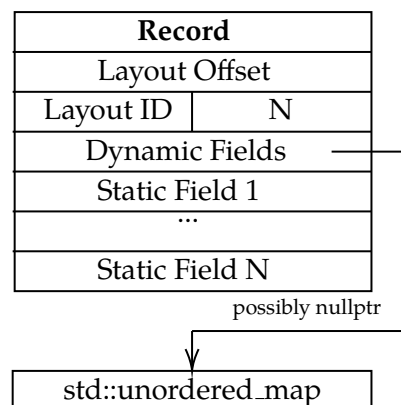 Record
Layout Offset
Layout ID N
Dynamic Fields
Static Field 1
...
Static Field N
possibly nullptr
std::unordered_map